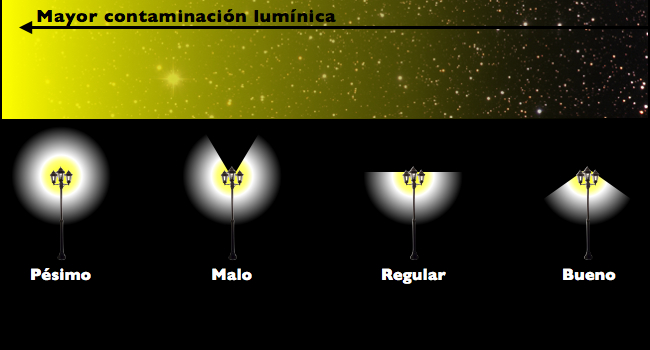 Mayor contaminación lumínica
Pésimo
Malo
Regular
Bueno